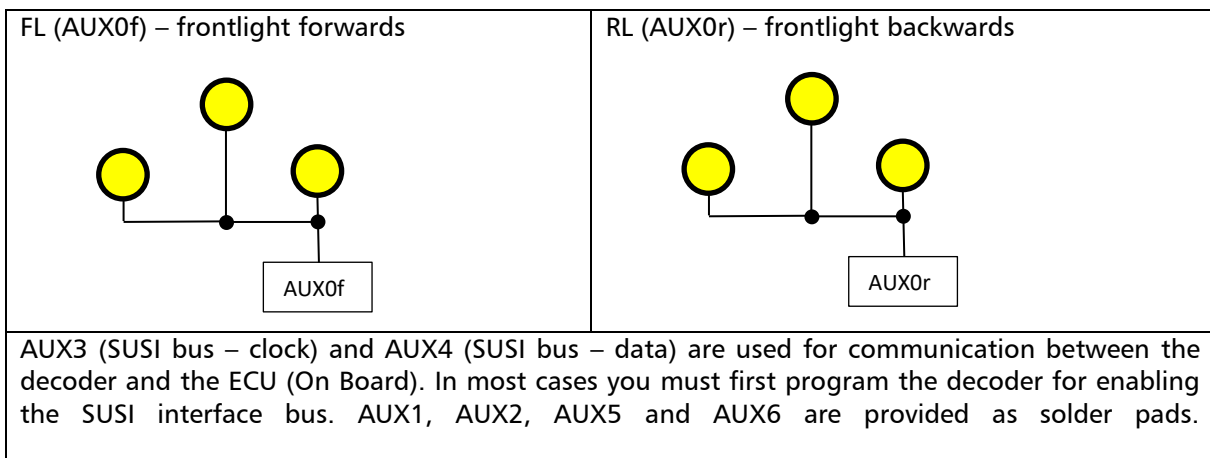 FL (AUX0f) – frontlight forwards
RL (AUX0r) – frontlight backwards
AUX0f
AUX0r
AUX3 (SUSI bus – clock) and AUX4 (SUSI bus – data) are used for communication between the
decoder and the ECU (On Board). In most cases you must first program the decoder for enabling
the SUSI interface bus. AUX1, AUX2, AUX5 and AUX6 are provided as solder pads.